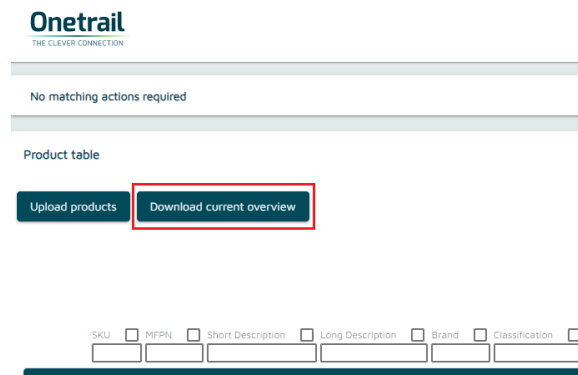 Onetrail
THE CLEVER CONNECTION
No matching actions required
Product table
Upload products Download current overview
SKU MFPN Short Description Long Description Brand Classification